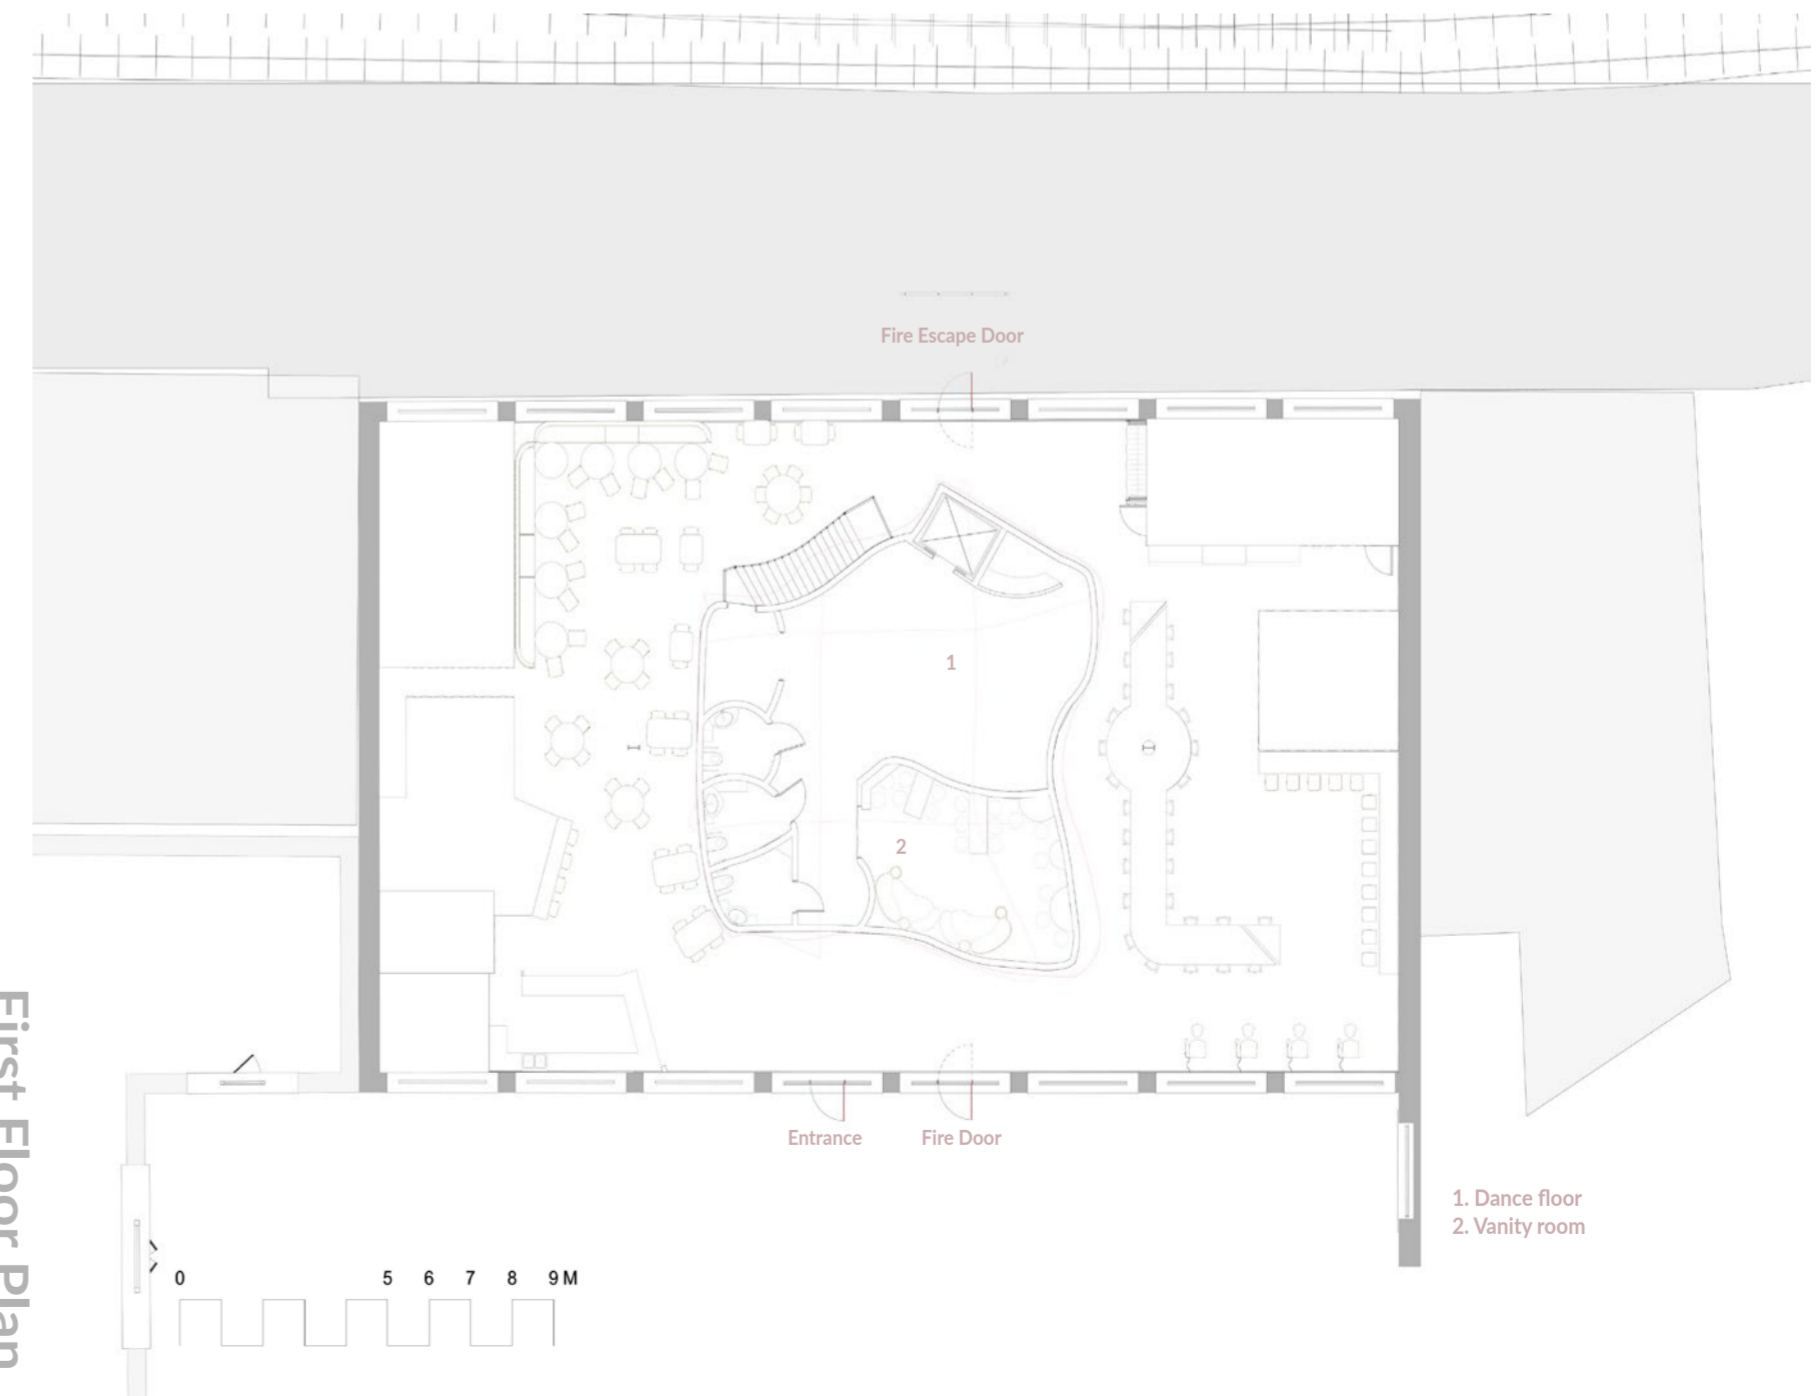 Fire Escape Door
1
2
Entrance
Fire Door
1. Dance floor
2. Vanity room
0 5 6 7 8 9 M
First Floor Plan